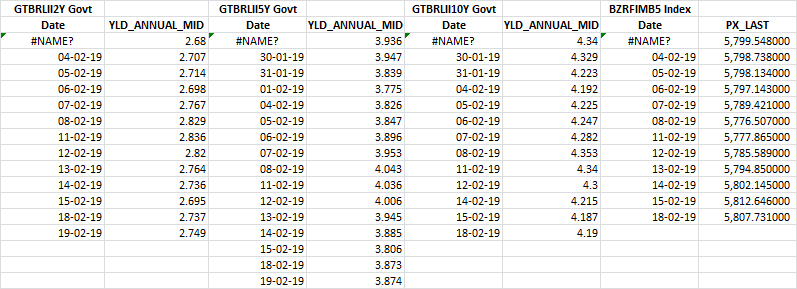 GTBRLII2Y Govt GTBRLII5Y Govt GTBRLII10Y Govt BZRFIMB5 Index
Date YLD_ANNUAL_MID Date YLD_ANNUAL_MID Date YLD_ANNUAL_MID Date PX_LAST
#NAME? 2.68 #NAME? 3.936 #NAME? 4.34 #NAME? 5,799.548000
04-02-19 2.707 30-01-19 3.947 30-01-19 4.329 04-02-19 5,798.738000
05-02-19 2.714 31-01-19 3.839 31-01-19 4.223 05-02-19 5,798.134000
06-02-19 2.698 01-02-19 3.775 04-02-19 4.192 06-02-19 5,797.143000
07-02-19 2.767 04-02-19 3.826 05-02-19 4.225 07-02-19 5,789.421000
08-02-19 2.829 05-02-19 3.847 06-02-19 4.247 08-02-19 5,776.507000
11-02-19 2.836 06-02-19 3.896 07-02-19 4.282 11-02-19 5,777.865000
12-02-19 2.82 07-02-19 3.953 08-02-19 4.353 12-02-19 5,785.589000
13-02-19 2.764 08-02-19 4.043 11-02-19 4.34 13-02-19 5,794.850000
14-02-19 2.736 11-02-19 4.036 12-02-19 4.3 14-02-19 5,802.145000
15-02-19 2.695 12-02-19 4.006 14-02-19 4.215 15-02-19 5,812.646000
18-02-19 2.737 13-02-19 3.945 15-02-19 4.187 18-02-19 5,807.731000
19-02-19 2.749 14-02-19 3.885 18-02-19 4.19
15-02-19 3.806
18-02-19 3.873
19-02-19 3.874